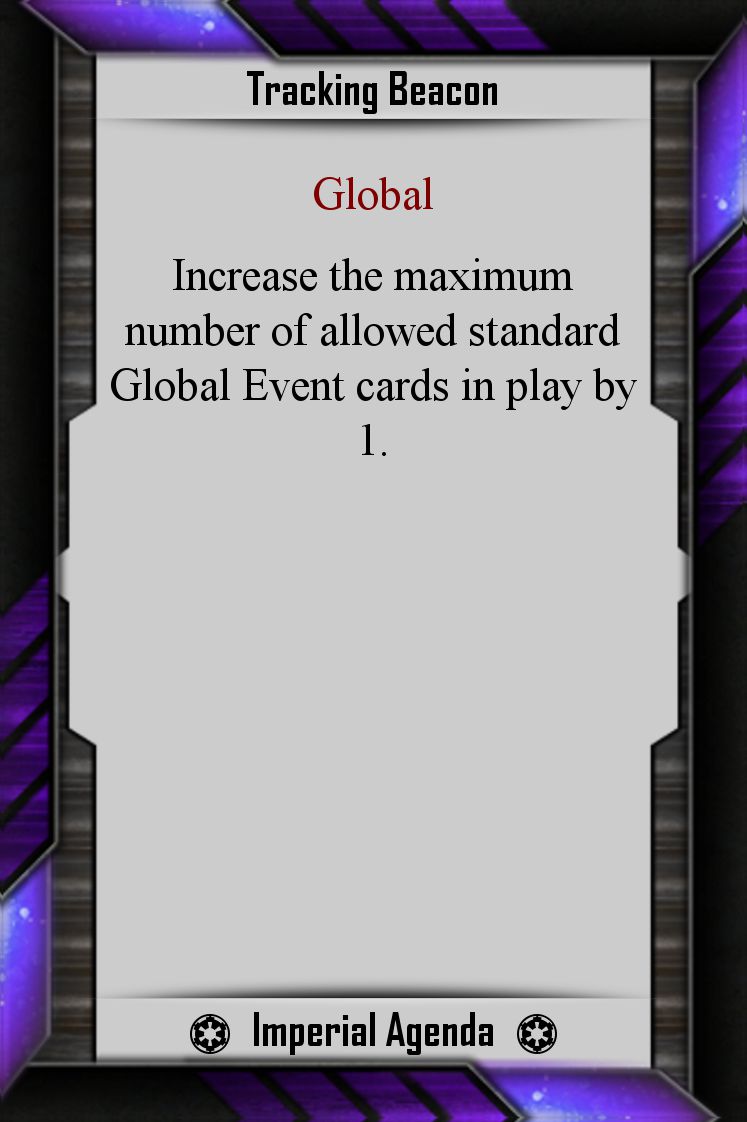 Tracking Beacon
Global
Increase the maximum
number of allowed standard
Global Event cards in play by
1.
Imperial Agenda